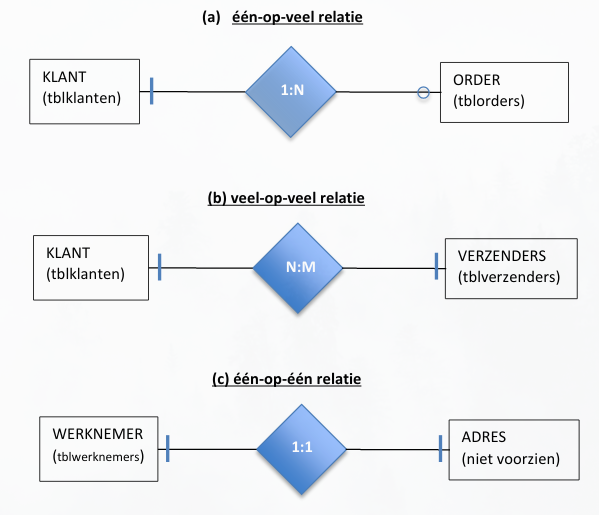 (a) één-op-veel relatie
KLANT
(tblklanten)
1:N
ORDER
(tblorders)
(b) veel-op-veel relatie
KLANT
(tblklanten)
N:M
VERZENDERS
(tblverzenders)
(c) één-op-één relatie
WERKNEMER
(tblwerknemers)
1:1
ADRES
(niet voorzien)